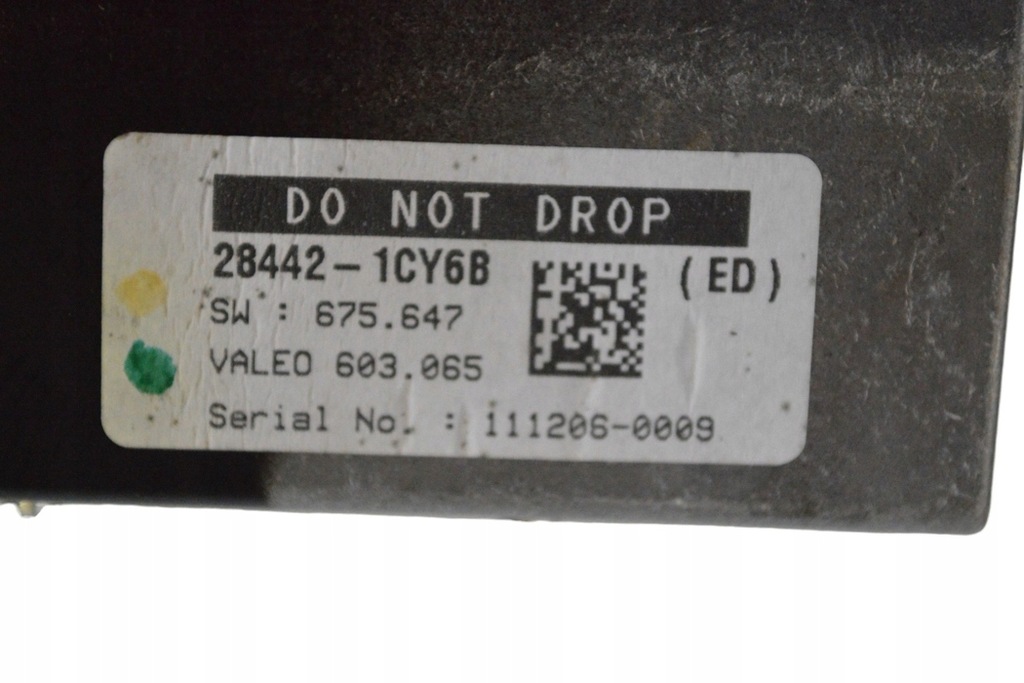 DO NOT DROP
28442-1CY6B (ED)
SW : 675.647
VALEO 603.065
Serial No. : 111206-0009